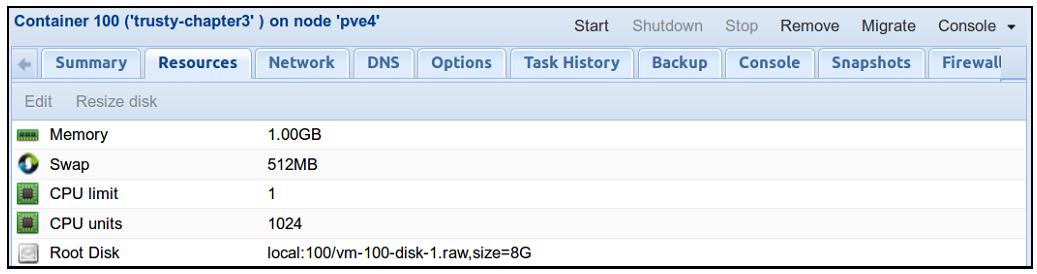 Container 100 ('trusty-chapter3' ) on node 'pve4' Start Shutdown Stop Remove Migrate Console
Summary Resources Network DNS Options Task History Backup Console Snapshots Firewall
Edit Resize disk
Memory 1.00GB
Swap 512MB
CPU limit 1
CPU units 1024
Root Disk local:100/vm-100-disk-1.raw,size=8G